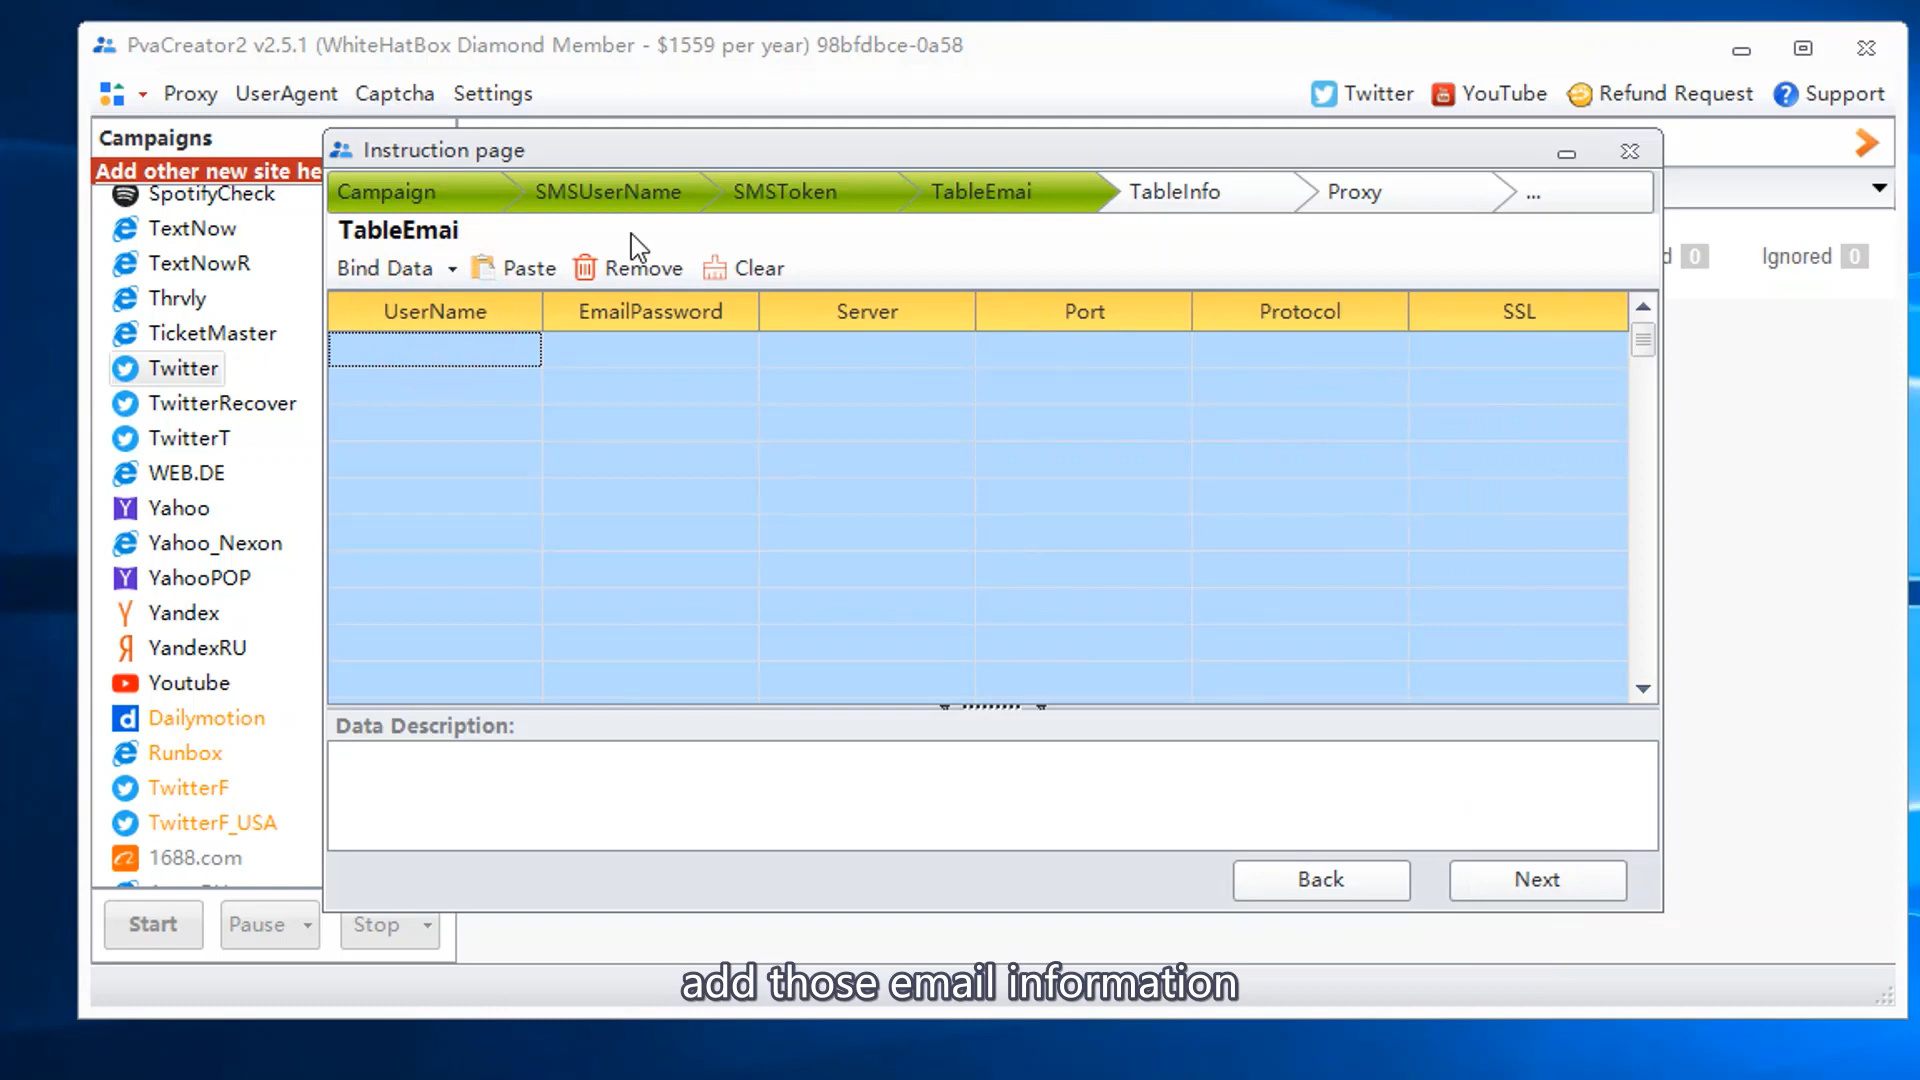 PvaCreator2 v2.5.1 (WhiteHatBox Diamond Member - $1559 per year) 98bfdbce-0a58
Proxy UserAgent Captcha Settings Twitter YouTube Refund Request Support
Campaigns
Add other new site he
SpotifyCheck
TextNow
TextNowR
Thrvly
TicketMaster
Twitter
TwitterRecover
TwitterT
WEB.DE
Yahoo
Yahoo_Nexon
YahooPOP
Yandex
YandexRU
Youtube
Dailymotion
Runbox
TwitterF
TwitterF_USA
1688.com
Start Pause Stop
Instruction page
Campaign SMSUserName SMSToken TableEmai TableInfo Proxy ...
TableEmai
Bind Data Paste Remove Clear
UserName EmailPassword Server Port Protocol SSL
Data Description:
Back Next
d 0 Ignored 0
add those email information